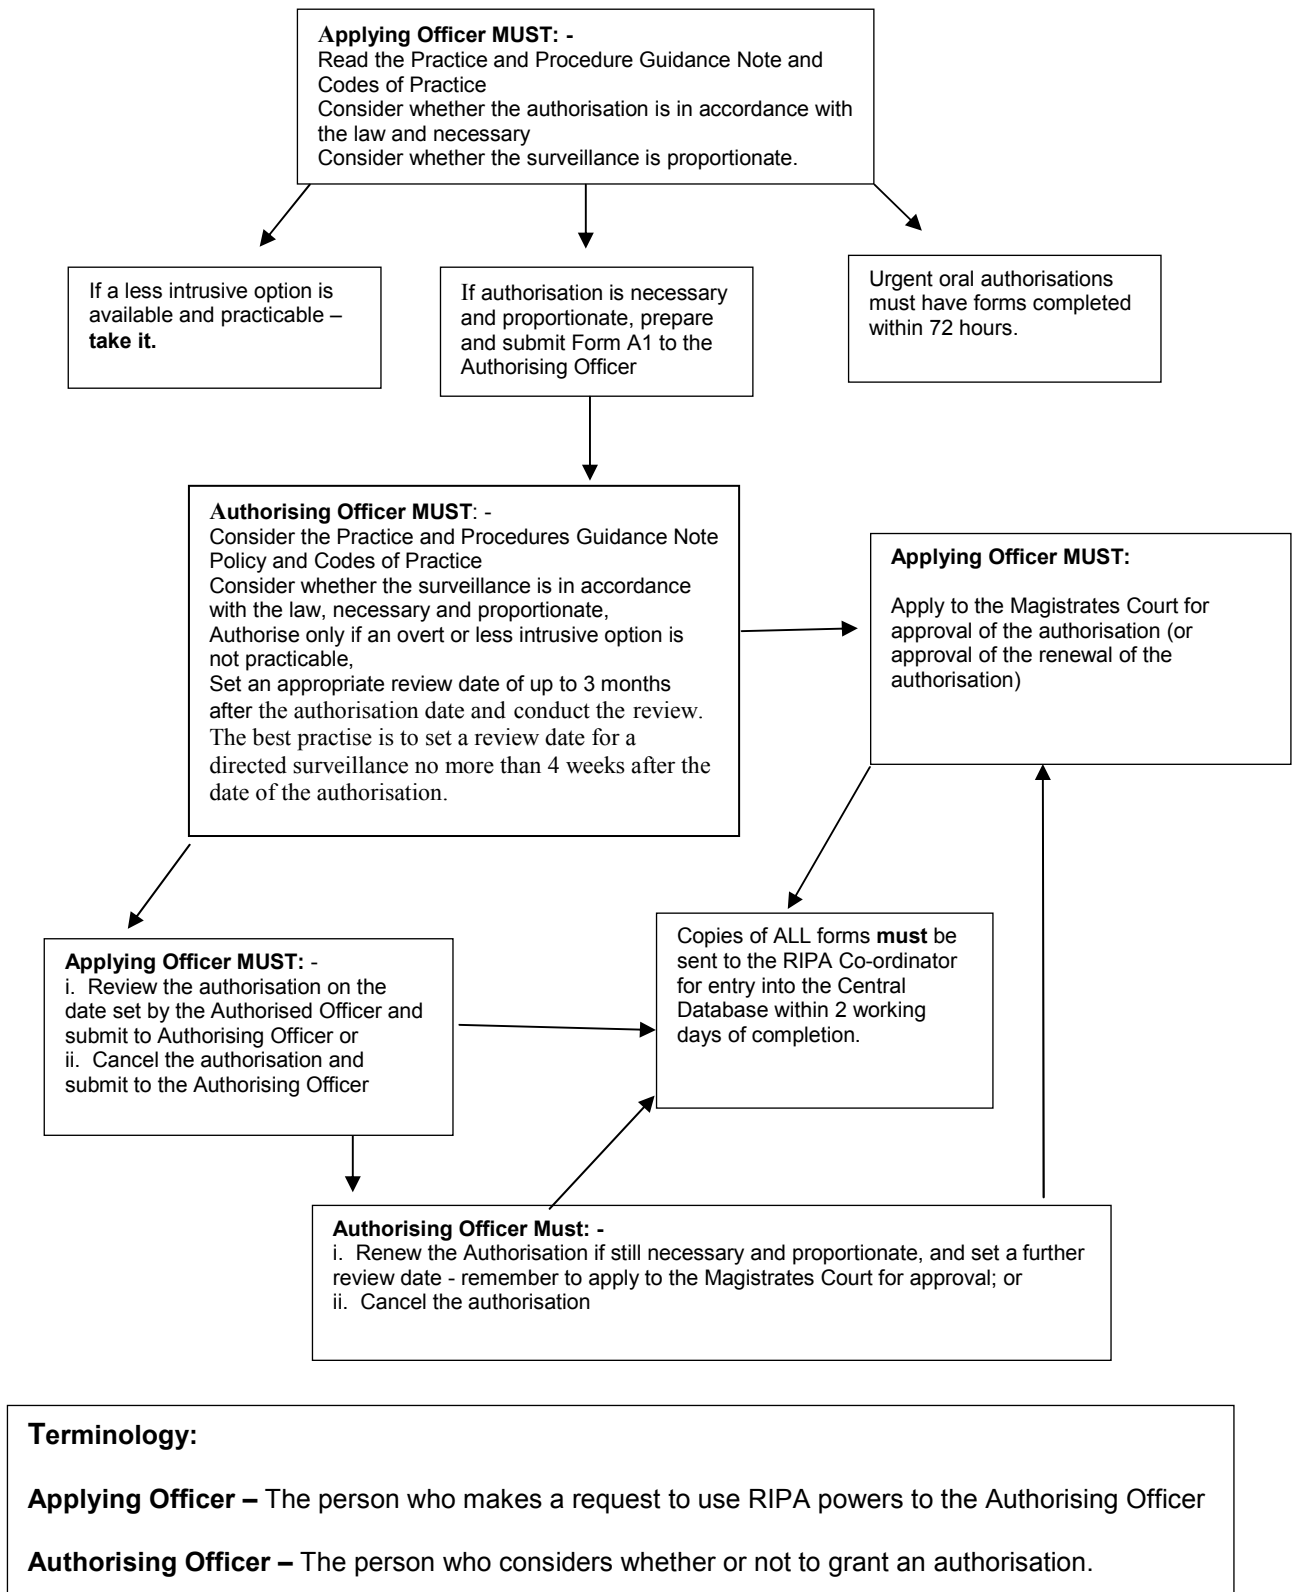 Applying Officer MUST: -
Read the Practice and Procedure Guidance Note and
Codes of Practice
Consider whether the authorisation is in accordance with
the law and necessary
Consider whether the surveillance is proportionate.
If a less intrusive option is
available and practicable –
take it.
If authorisation is necessary
and proportionate, prepare
and submit Form A1 to the
Authorising Officer
Urgent oral authorisations
must have forms completed
within 72 hours.
Authorising Officer MUST: -
Consider the Practice and Procedures Guidance Note
Policy and Codes of Practice
Consider whether the surveillance is in accordance
with the law, necessary and proportionate,
Authorise only if an overt or less intrusive option is
not practicable,
Set an appropriate review date of up to 3 months
after the authorisation date and conduct the review.
The best practise is to set a review date for a
directed surveillance no more than 4 weeks after the
date of the authorisation.
Applying Officer MUST:
Apply to the Magistrates Court for
approval of the authorisation (or
approval of the renewal of the
authorisation)
Applying Officer MUST: -
i. Review the authorisation on the
date set by the Authorised Officer and
submit to Authorising Officer or
ii. Cancel the authorisation and
submit to the Authorising Officer
Copies of ALL forms must be
sent to the RIPA Co-ordinator
for entry into the Central
Database within 2 working
days of completion.
Authorising Officer Must: -
i. Renew the Authorisation if still necessary and proportionate, and set a further
review date - remember to apply to the Magistrates Court for approval; or
ii. Cancel the authorisation
Terminology:
Applying Officer – The person who makes a request to use RIPA powers to the Authorising Officer
Authorising Officer – The person who considers whether or not to grant an authorisation.